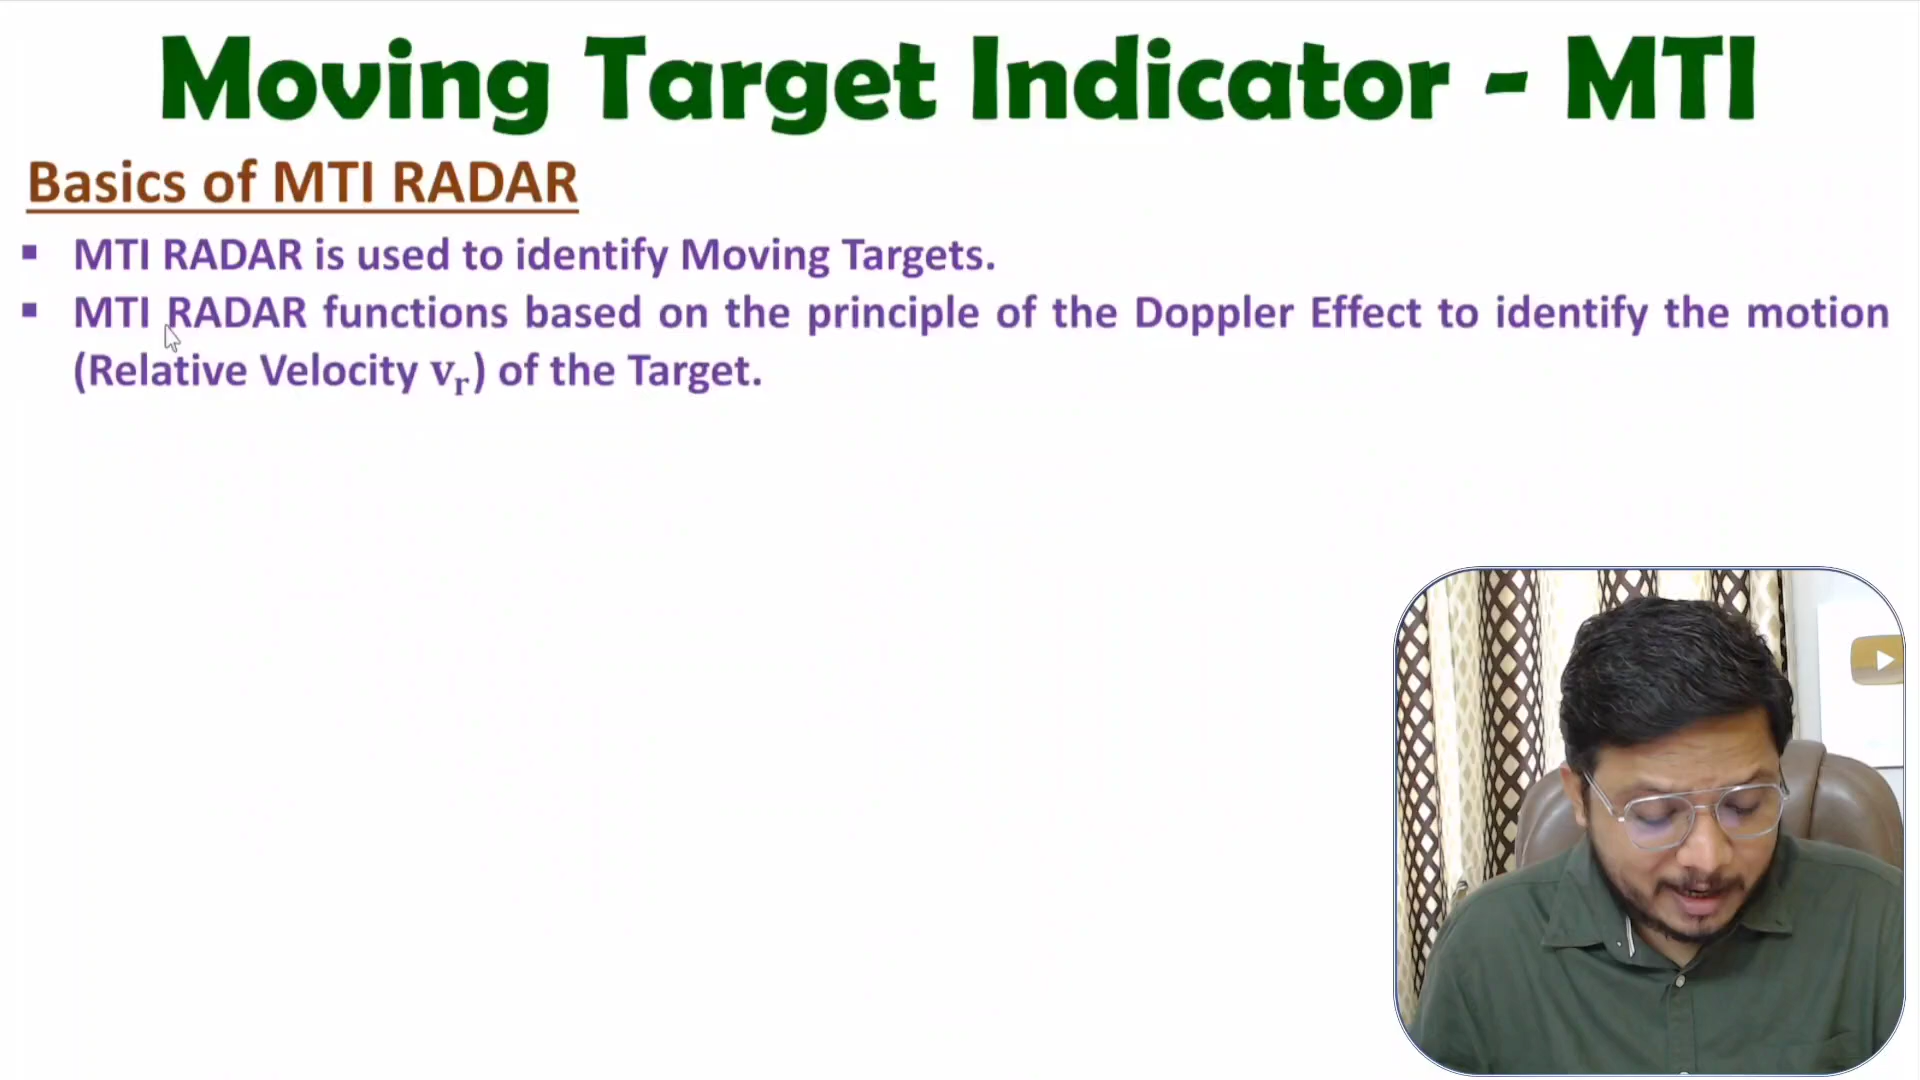 Moving Target Indicator - MTI
Basics of MTI RADAR
▪ MTI RADAR is used to identify Moving Targets.
▪ MTI RADAR functions based on the principle of the Doppler Effect to identify the motion
(Relative Velocity vᵣ) of the Target.